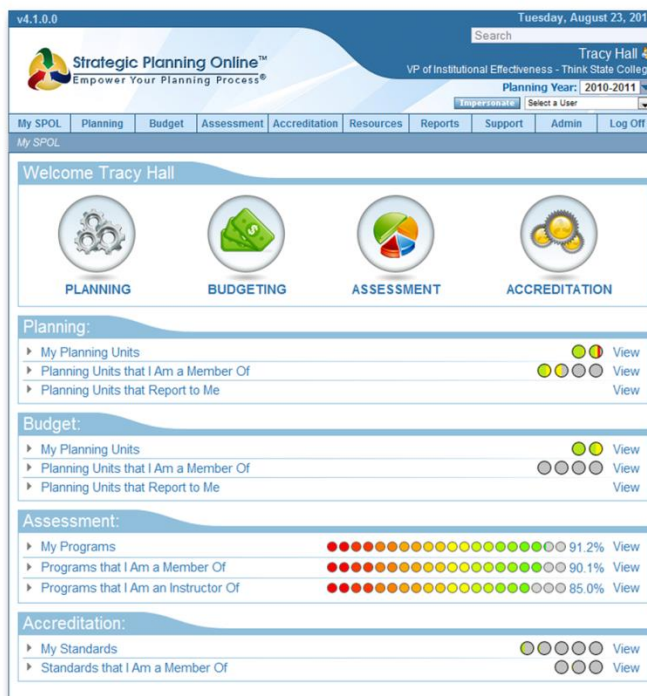 v4.1.0.0
Tuesday, August 23, 201
Search
Strategic Planning Online™
Empower Your Planning Process®
Tracy Hall
VP of Institutional Effectiveness - Think State Colleg
Planning Year: 2010-2011
Impersonate Select a User
My SPOL Planning Budget Assessment Accreditation Resources Reports Support Admin Log Off
My SPOL
Welcome Tracy Hall
PLANNING BUDGETING ASSESSMENT ACCREDITATION
Planning:
My Planning Units View
Planning Units that I Am a Member Of View
Planning Units that Report to Me View
Budget:
My Planning Units View
Planning Units that I Am a Member Of View
Planning Units that Report to Me View
Assessment:
My Programs 91.2% View
Programs that I Am a Member Of 90.1% View
Programs that I Am an Instructor Of 85.0% View
Accreditation:
My Standards View
Standards that I Am a Member Of View